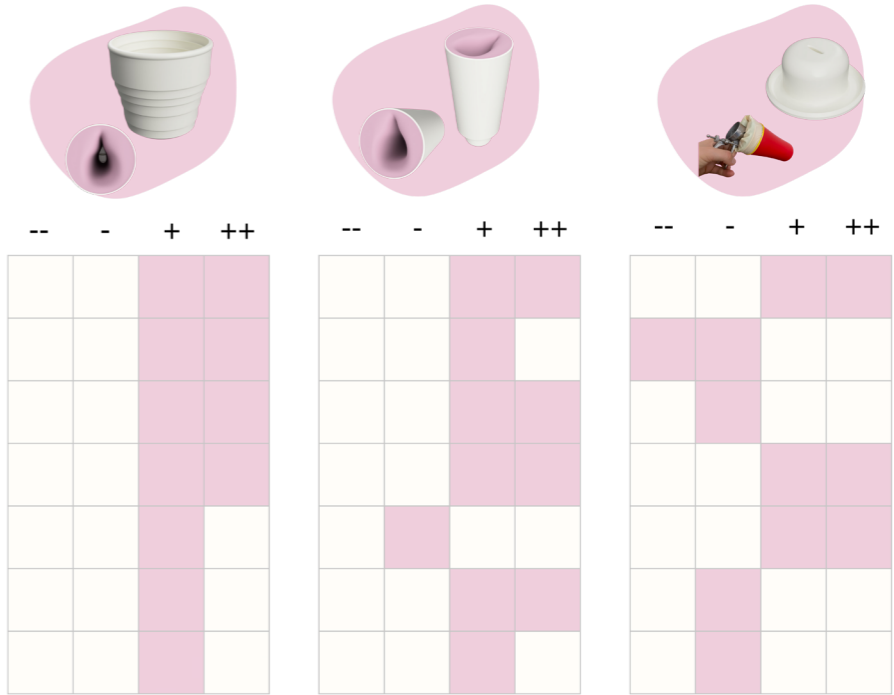 -- - + ++ -- - + ++ -- - + ++